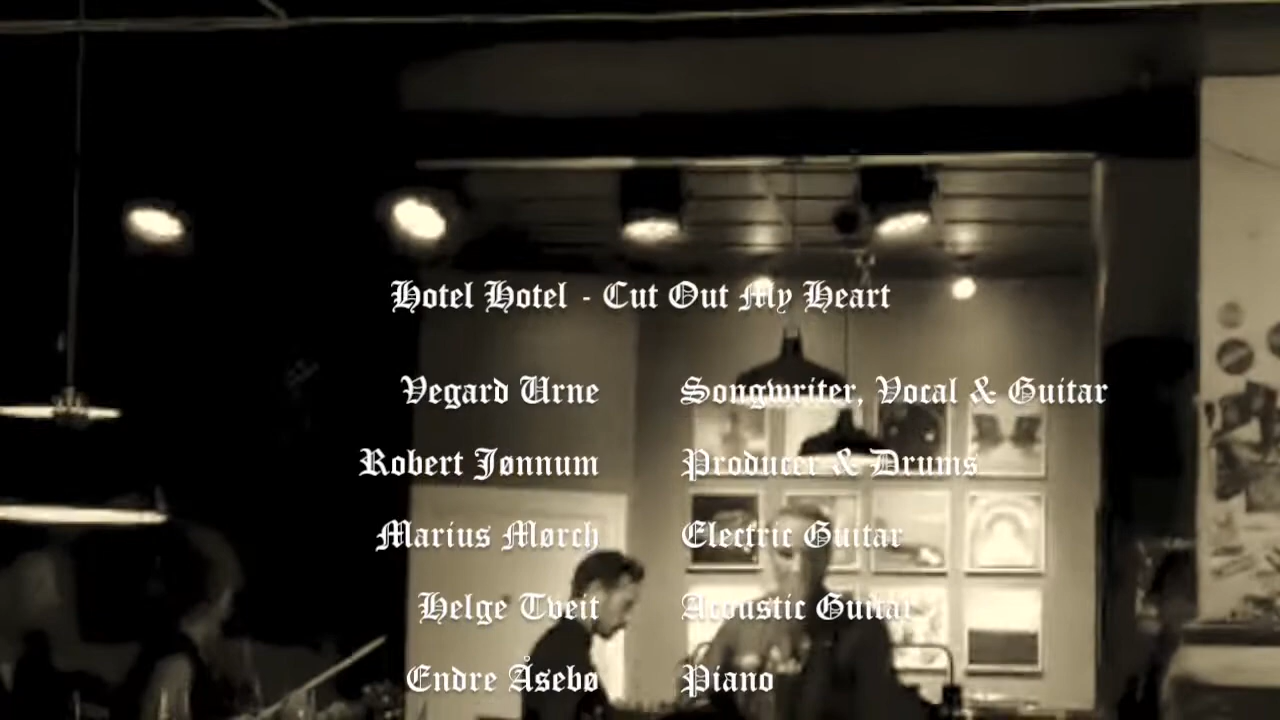 Hotel Hotel - Cut Out My Heart
Vegard Urne Songwriter, Vocal & Guitar
Robert Jønnum Producer & Drums
Marius Mørch Electric Guitar
Helge Tveit Acoustic Guitar
Endre Åsebø Piano